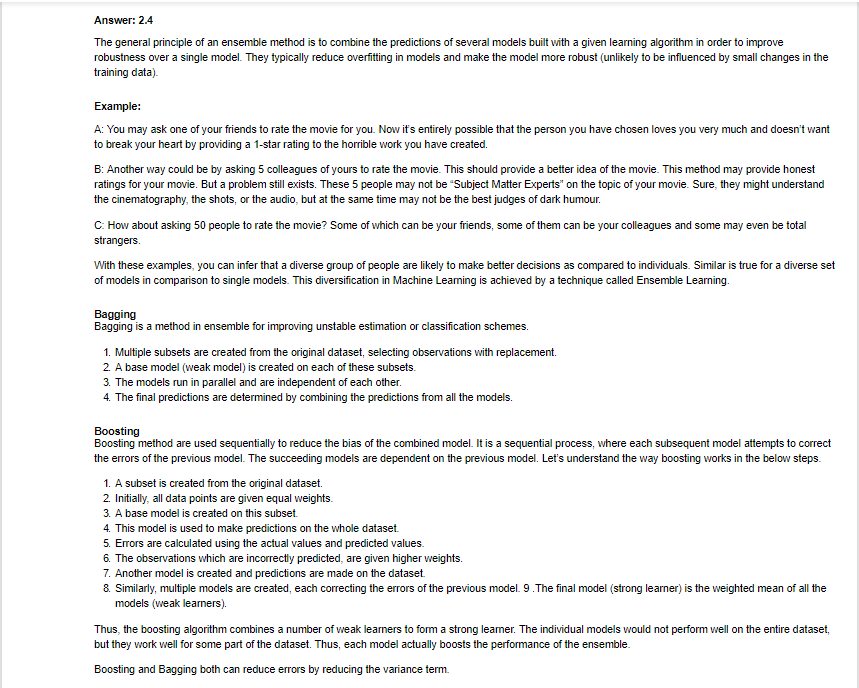 Answer: 2.4
The general principle of an ensemble method is to combine the predictions of several models built with a given learning algorithm in order to improve
robustness over a single model. They typically reduce overfitting in models and make the model more robust (unlikely to be influenced by small changes in the
training data).
Example:
A: You may ask one of your friends to rate the movie for you. Now it's entirely possible that the person you have chosen loves you very much and doesn't want
to break your heart by providing a 1-star rating to the horrible work you have created.
B: Another way could be by asking 5 colleagues of yours to rate the movie. This should provide a better idea of the movie. This method may provide honest
ratings for your movie. But a problem still exists. These 5 people may not be "Subject Matter Experts" on the topic of your movie. Sure, they might understand
the cinematography, the shots, or the audio, but at the same time may not be the best judges of dark humour.
C: How about asking 50 people to rate the movie? Some of which can be your friends, some of them can be your colleagues and some may even be total
strangers.
With these examples, you can infer that a diverse group of people are likely to make better decisions as compared to individuals. Similar is true for a diverse set
of models in comparison to single models. This diversification in Machine Learning is achieved by a technique called Ensemble Learning.
Bagging
Bagging is a method in ensemble for improving unstable estimation or classification schemes.
1. Multiple subsets are created from the original dataset, selecting observations with replacement.
2. A base model (weak model) is created on each of these subsets.
3. The models run in parallel and are independent of each other.
4. The final predictions are determined by combining the predictions from all the models.
Boosting
Boosting method are used sequentially to reduce the bias of the combined model. It is a sequential process, where each subsequent model attempts to correct
the errors of the previous model. The succeeding models are dependent on the previous model. Let's understand the way boosting works in the below steps.
1. A subset is created from the original dataset.
2. Initially, all data points are given equal weights.
3. A base model is created on this subset.
4. This model is used to make predictions on the whole dataset.
5. Errors are calculated using the actual values and predicted values.
6. The observations which are incorrectly predicted, are given higher weights.
7. Another model is created and predictions are made on the dataset.
8. Similarly, multiple models are created, each correcting the errors of the previous model. 9 .The final model (strong learner) is the weighted mean of all the
models (weak learners).
Thus, the boosting algorithm combines a number of weak learners to form a strong learner. The individual models would not perform well on the entire dataset,
but they work well for some part of the dataset. Thus, each model actually boosts the performance of the ensemble.
Boosting and Bagging both can reduce errors by reducing the variance term.